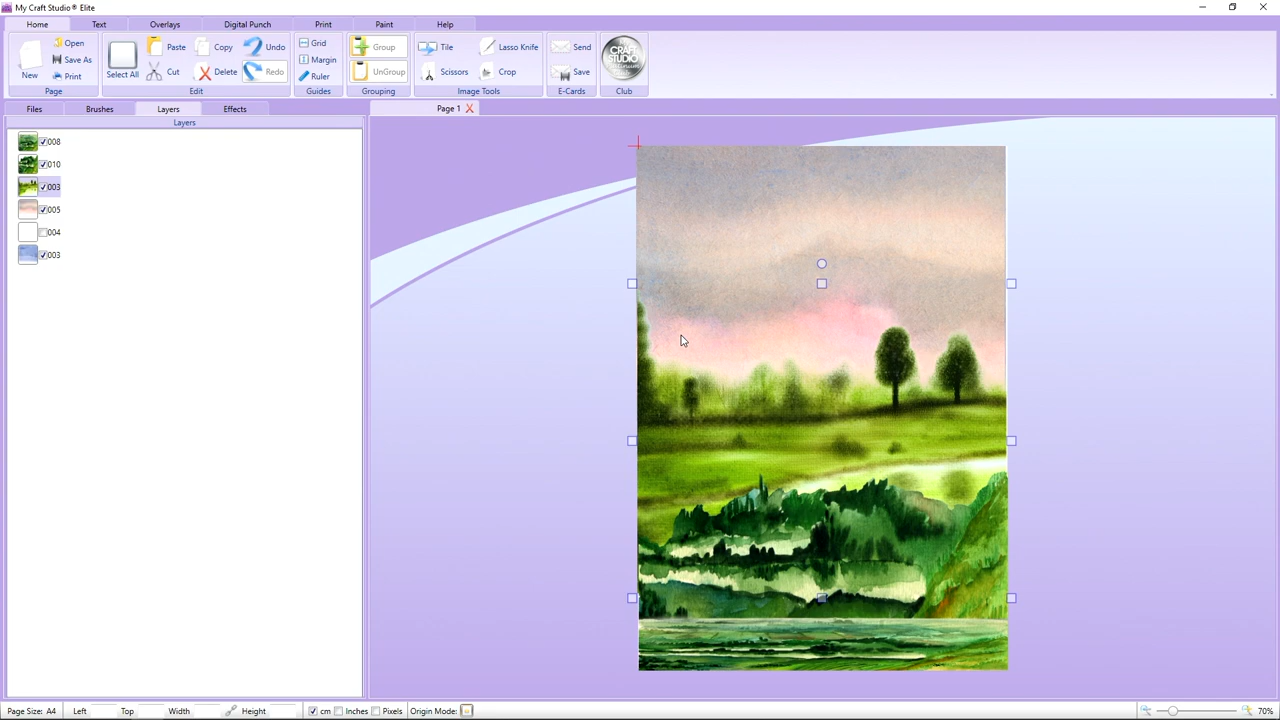 My Craft Studio® Elite
Home Text Overlays Digital Punch Print Paint Help
New Open Save As Print
Page
Select All Paste Copy Undo Cut Delete Redo
Edit
Grid Margin Ruler
Guides
Group UnGroup
Grouping
Tile Lasso Knife Scissors Crop
Image Tools
Send Save
E-Cards
CRAFT STUDIO
Club
Files Brushes Layers Effects
Page 1
Layers
008
010
003
005
004
003
Page Size: A4 Left Top Width Height cm Inches Pixels Origin Mode: 70%